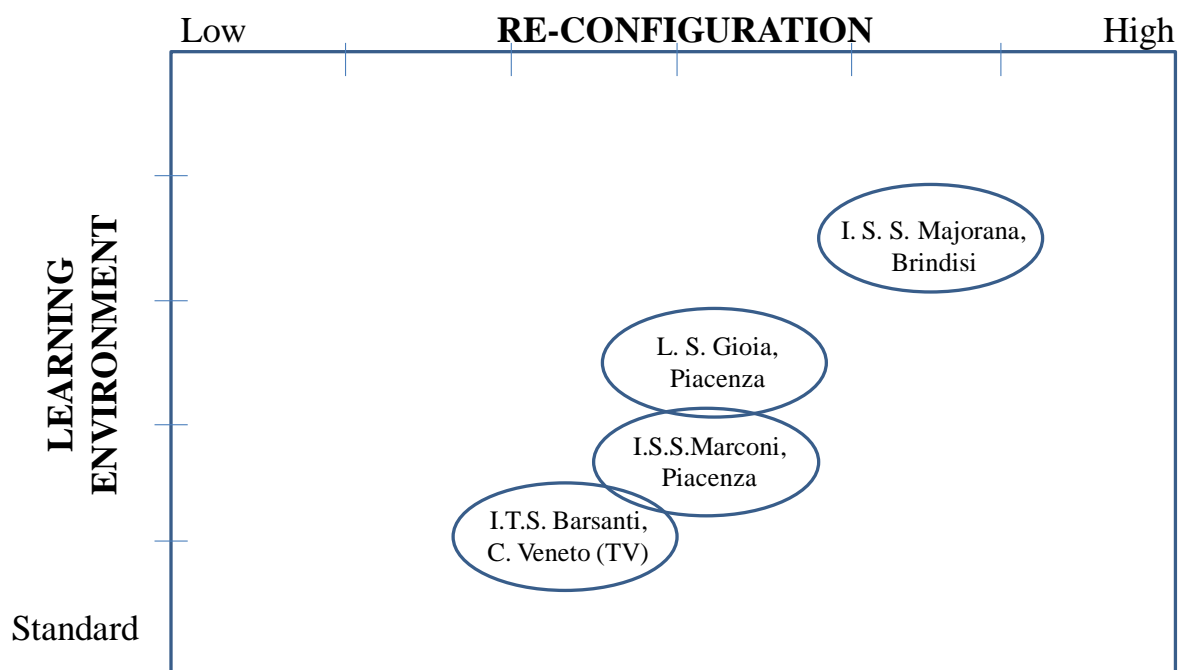 Low RE-CONFIGURATION High
I. S. S. Majorana,
Brindisi
LEARNING
ENVIRONMENT
L. S. Gioia,
Piacenza
I.S.S.Marconi,
Piacenza
I.T.S. Barsanti,
C. Veneto (TV)
Standard